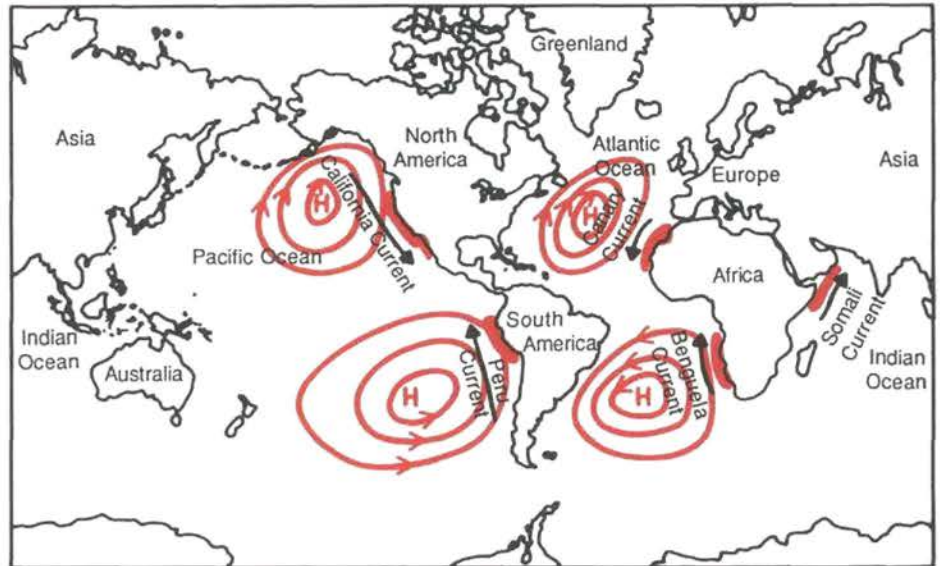 Greenland
Asia
North
America
Atlantic
Ocean
Europe
Asia
H
California Current
H
Canary
Current
Pacific Ocean
Africa
Somali
Current
Indian
Ocean
Australia
H
Peru
Current
South
America
H
Benguela
Current
Indian
Ocean